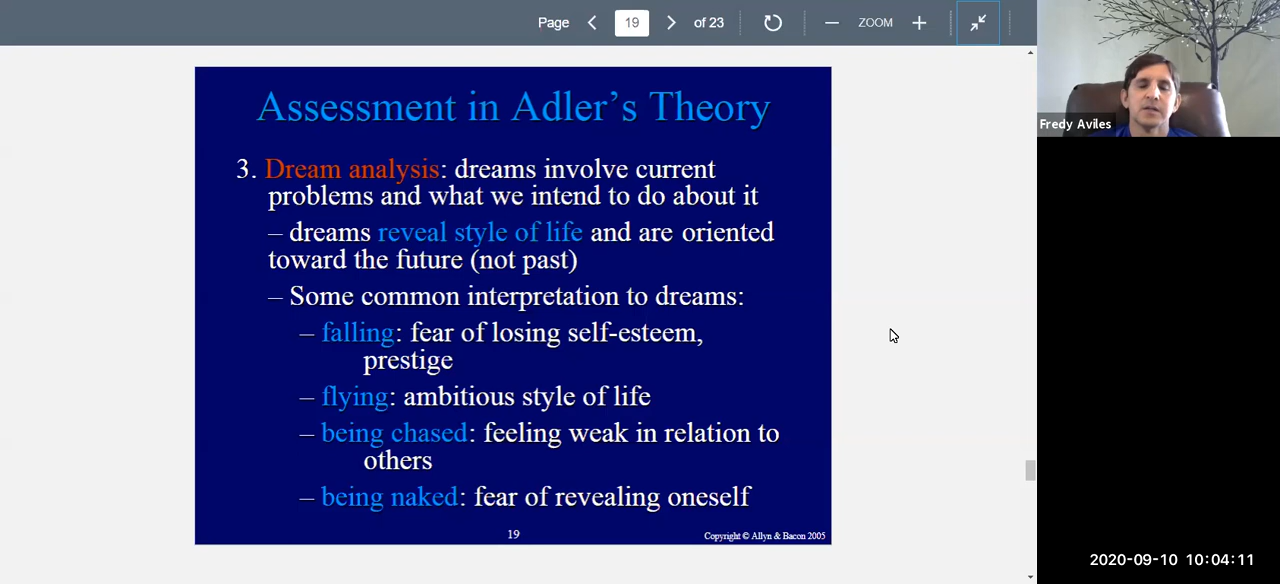 Page 19 of 23 ZOOM
Fredy Aviles
Assessment in Adler’s Theory
3. Dream analysis: dreams involve current
problems and what we intend to do about it
– dreams reveal style of life and are oriented
toward the future (not past)
– Some common interpretation to dreams:
– falling: fear of losing self-esteem,
prestige
– flying: ambitious style of life
– being chased: feeling weak in relation to
others
– being naked: fear of revealing oneself
19
Copyright © Allyn & Bacon 2005
2020-09-10 10:04:11